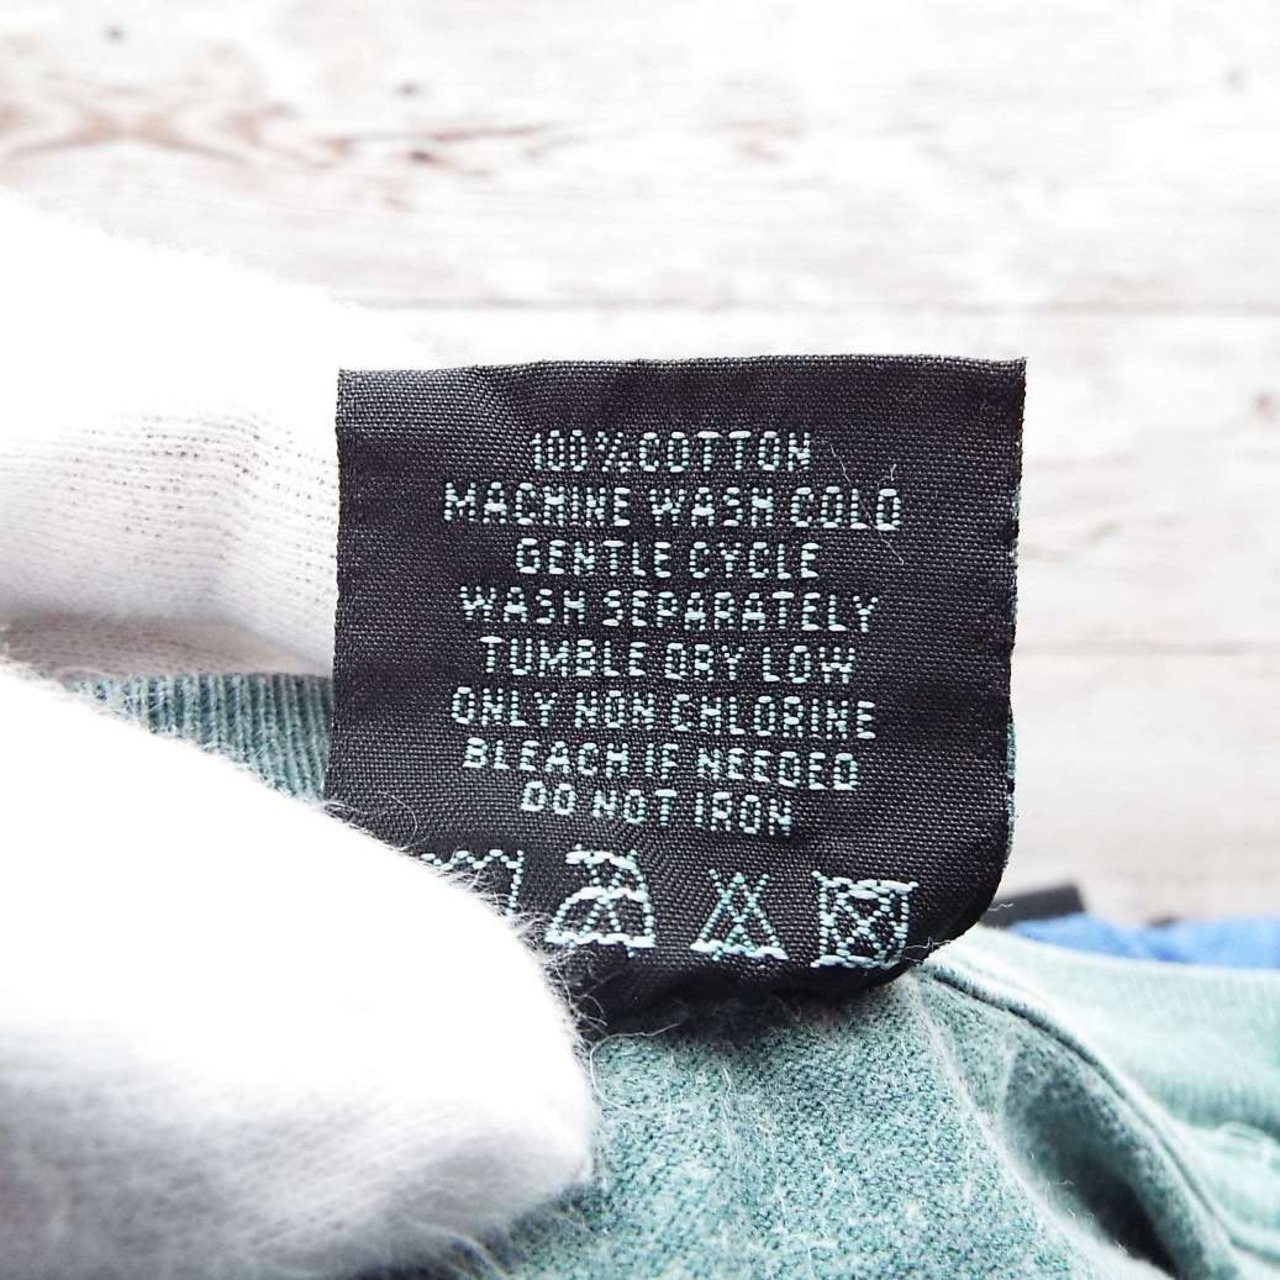 100% COTTON
MACHINE WASH COLD
GENTLE CYCLE
WASH SEPARATELY
TUMBLE DRY LOW
ONLY NON CHLORINE
BLEACH IF NEEDED
DO NOT IRON